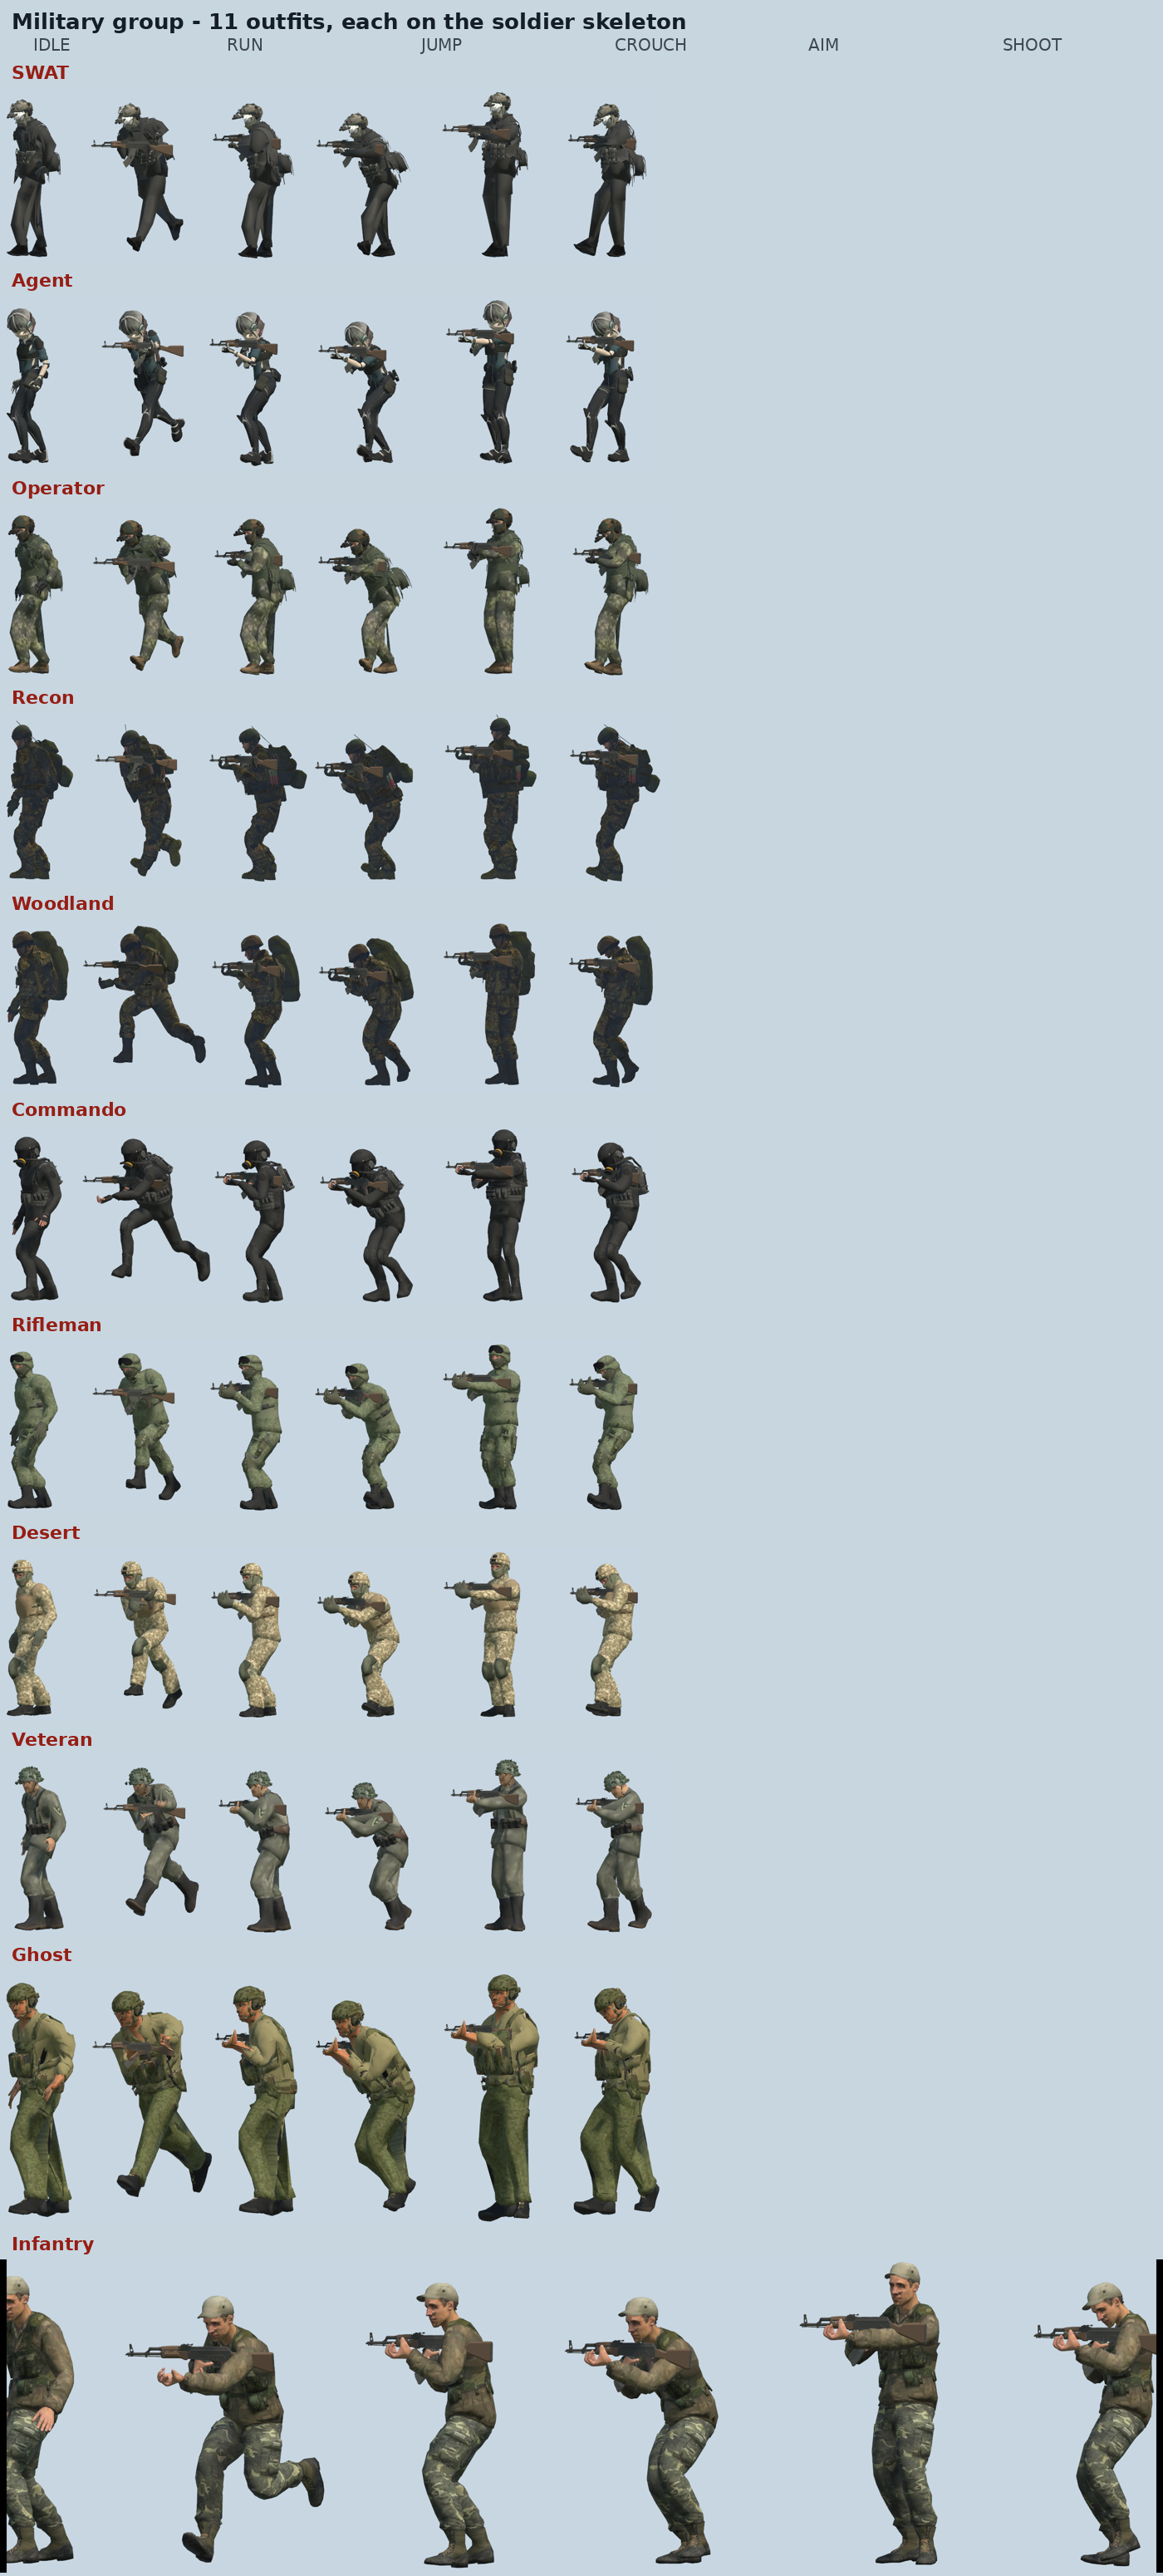 Military group - 11 outfits, each on the soldier skeleton
IDLE RUN JUMP CROUCH AIM SHOOT
SWAT
Agent
Operator
Recon
Woodland
Commando
Rifleman
Desert
Veteran
Ghost
Infantry